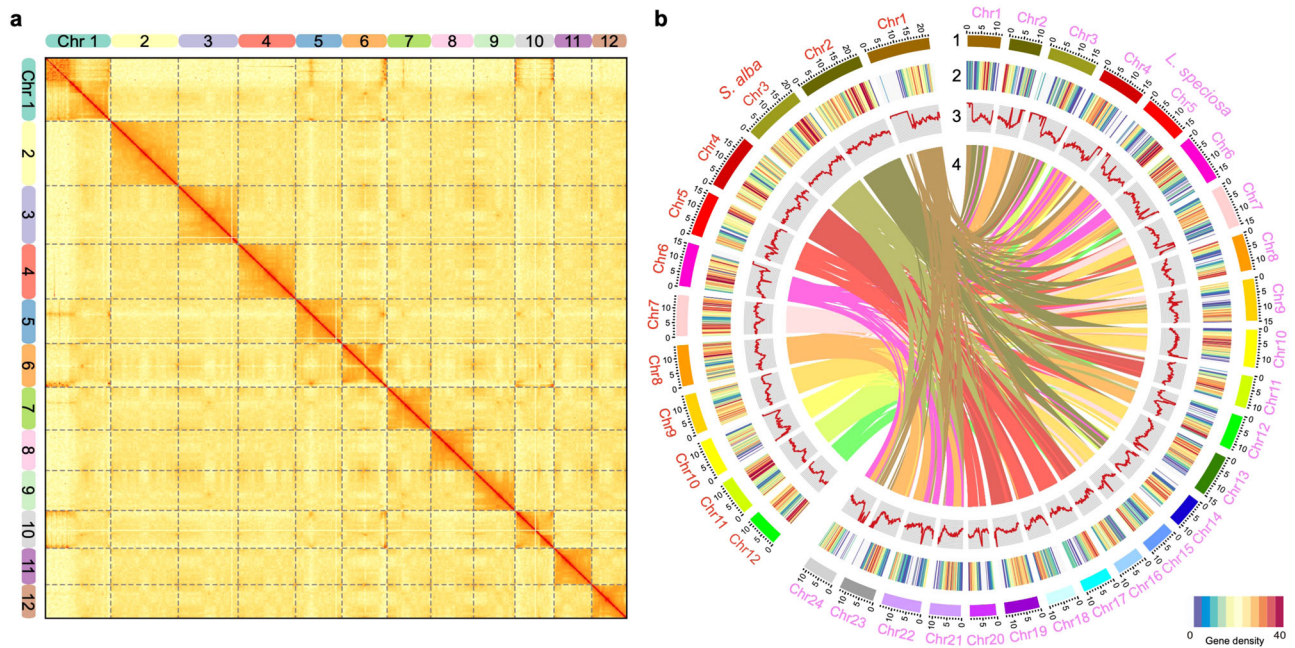 a
Chr 1 2 3 4 5 6 7 8 9 10 11 12
Chr 1
2
3
4
5
6
7
8
9
10
11
12
b
S. alba
Chr1
Chr2
Chr3
Chr4
Chr5
Chr6
Chr7
Chr8
Chr9
Chr10
Chr11
Chr12
1
2
3
4
L. speciosa
Chr1
Chr2
Chr3
Chr4
Chr5
Chr6
Chr7
Chr8
Chr9
Chr10
Chr11
Chr12
Chr13
Chr14
Chr15
Chr16
Chr17
Chr18
Chr19
Chr20
Chr21
Chr22
Chr23
Chr24
0 40
Gene density